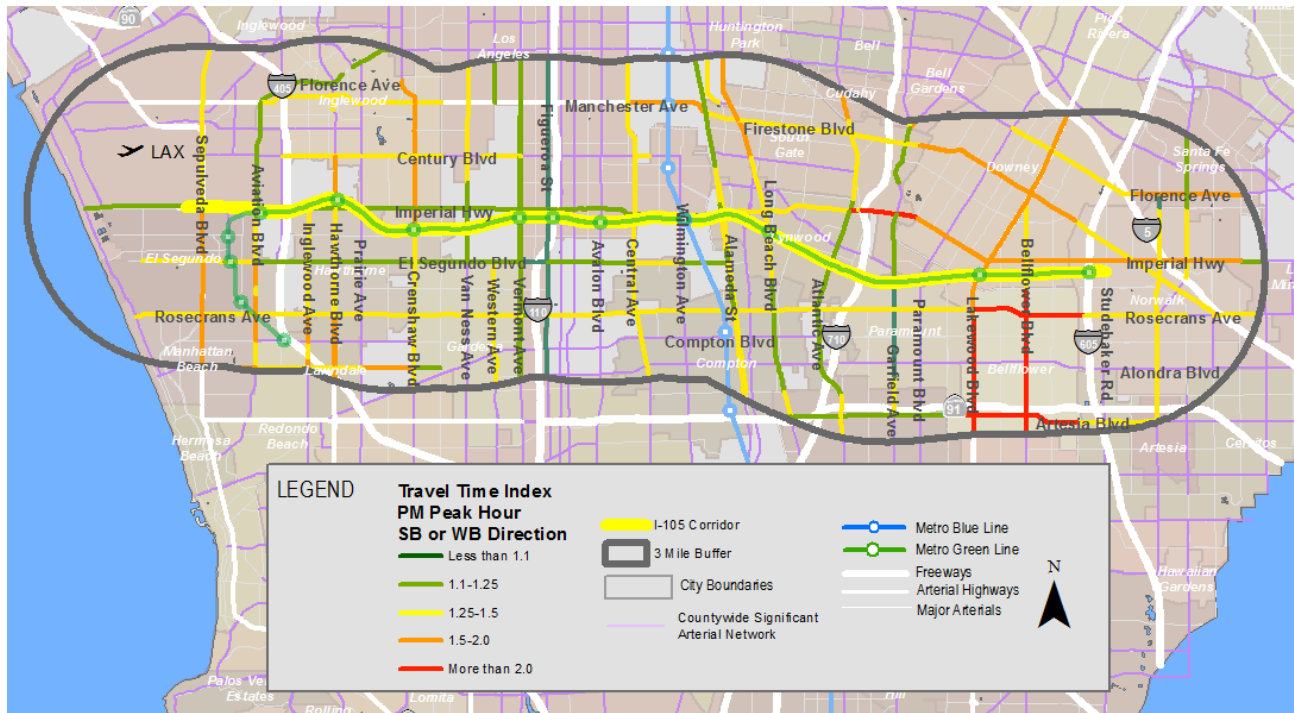 90
Inglewood
Los
Angeles
Huntington
Park
Bell
Pico
Rivera
Bell
Gardens
Cudahy
405
Florence Ave
Inglewood
Manchester Ave
Firestone Blvd
South
Gate
Downey
Santa Fe
Springs
LAX
Century Blvd
Florence Ave
5
Sepulveda Blvd
Aviation Blvd
Inglewood Ave
Hawthorne Blvd
Prairie Ave
Crenshaw Blvd
Van Ness Ave
Western Ave
Vermont Ave
Figueroa St
110
Avalon Blvd
Central Ave
Wilmington Ave
Alameda St
Long Beach Blvd
Atlantic Ave
710
Garfield Ave
Paramount Blvd
Lakewood Blvd
Bellflower Blvd
Studebaker Rd
605
Imperial Hwy
Lynwood
Imperial Hwy
El Segundo
Hawthorne
El Segundo Blvd
Norwalk
Rosecrans Ave
Rosecrans Ave
Gardena
Compton Blvd
Compton
Paramount
Bellflower
Alondra Blvd
Manhattan
Beach
Lawndale
91
Artesia Blvd
Artesia
Cerritos
Hermosa
Beach
Redondo
Beach
Hawaiian
Gardens
Estates
Rolling
Lomita
Hill
LEGEND
Travel Time Index
PM Peak Hour
SB or WB Direction
Less than 1.1
1.1-1.25
1.25-1.5
1.5-2.0
More than 2.0
I-105 Corridor
3 Mile Buffer
City Boundaries
Countywide Significant
Arterial Network
Metro Blue Line
Metro Green Line
Freeways
Arterial Highways
Major Arterials
N